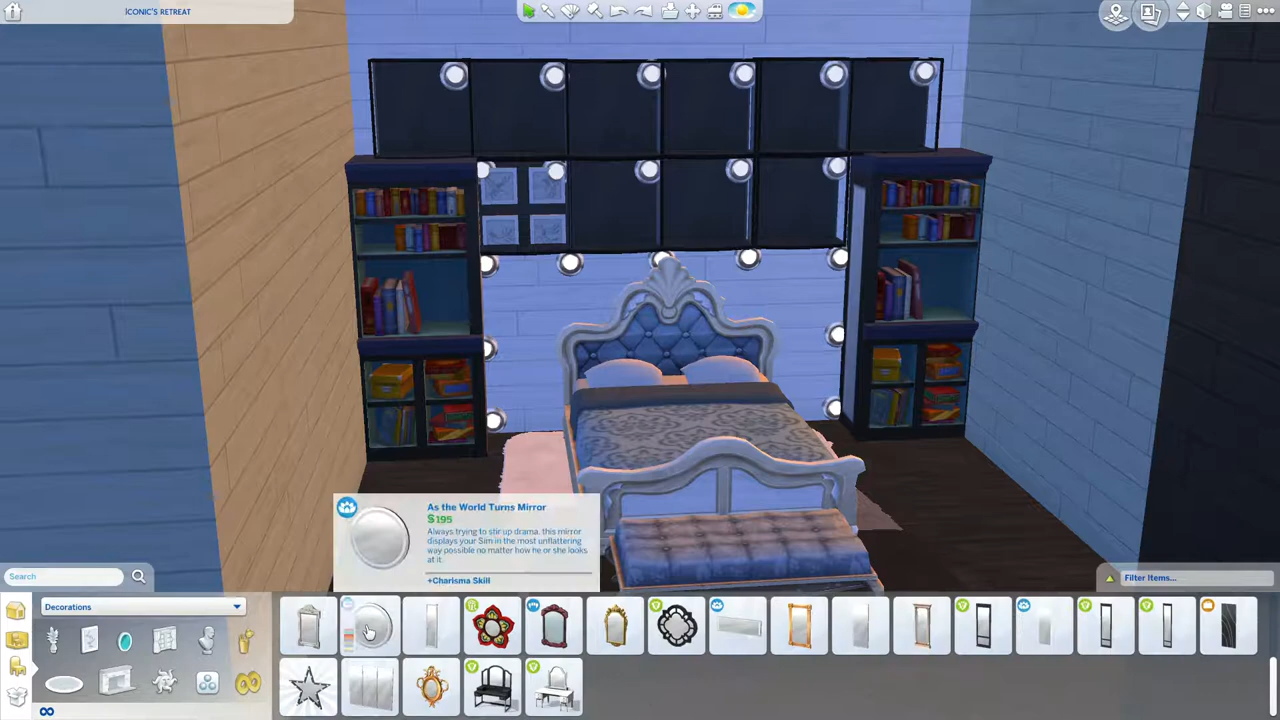 ICONIC'S RETREAT
As the World Turns Mirror
§195
Always trying to stir up drama, this mirror
displays your Sim in the most unflattering
way possible no matter how he or she looks
at it.
+Charisma Skill
Search
Filter Items...
Decorations